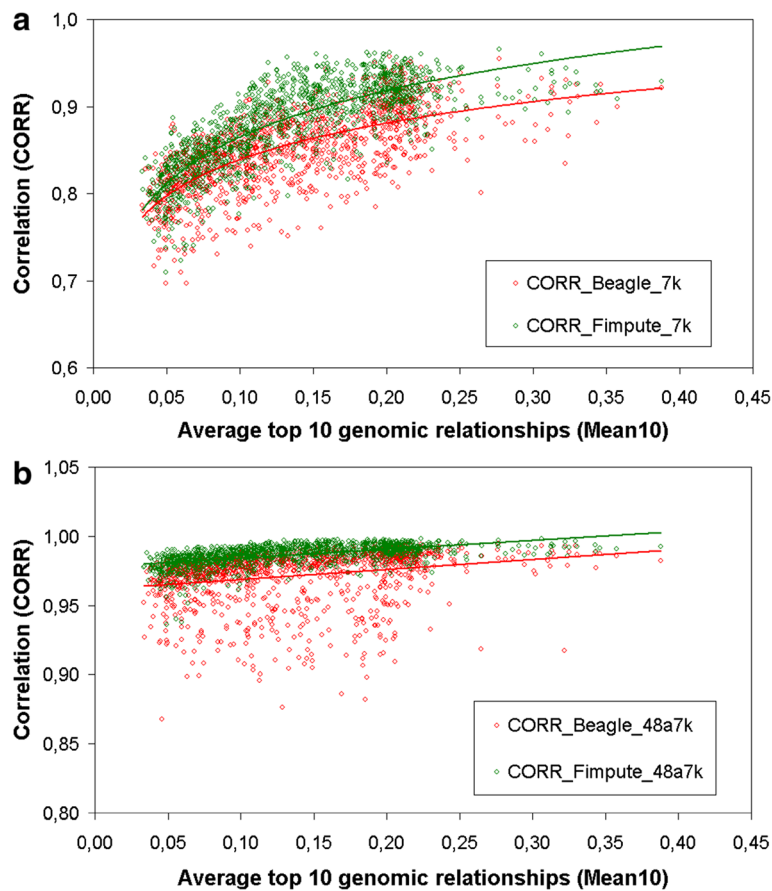 a
Correlation (CORR)
1,0
0,9
0,8
0,7
0,6
CORR_Beagle_7k
CORR_Fimpute_7k
0,00 0,05 0,10 0,15 0,20 0,25 0,30 0,35 0,40 0,45
Average top 10 genomic relationships (Mean10)
b
Correlation (CORR)
1,05
1,00
0,95
0,90
0,85
0,80
CORR_Beagle_48a7k
CORR_Fimpute_48a7k
0,00 0,05 0,10 0,15 0,20 0,25 0,30 0,35 0,40 0,45
Average top 10 genomic relationships (Mean10)